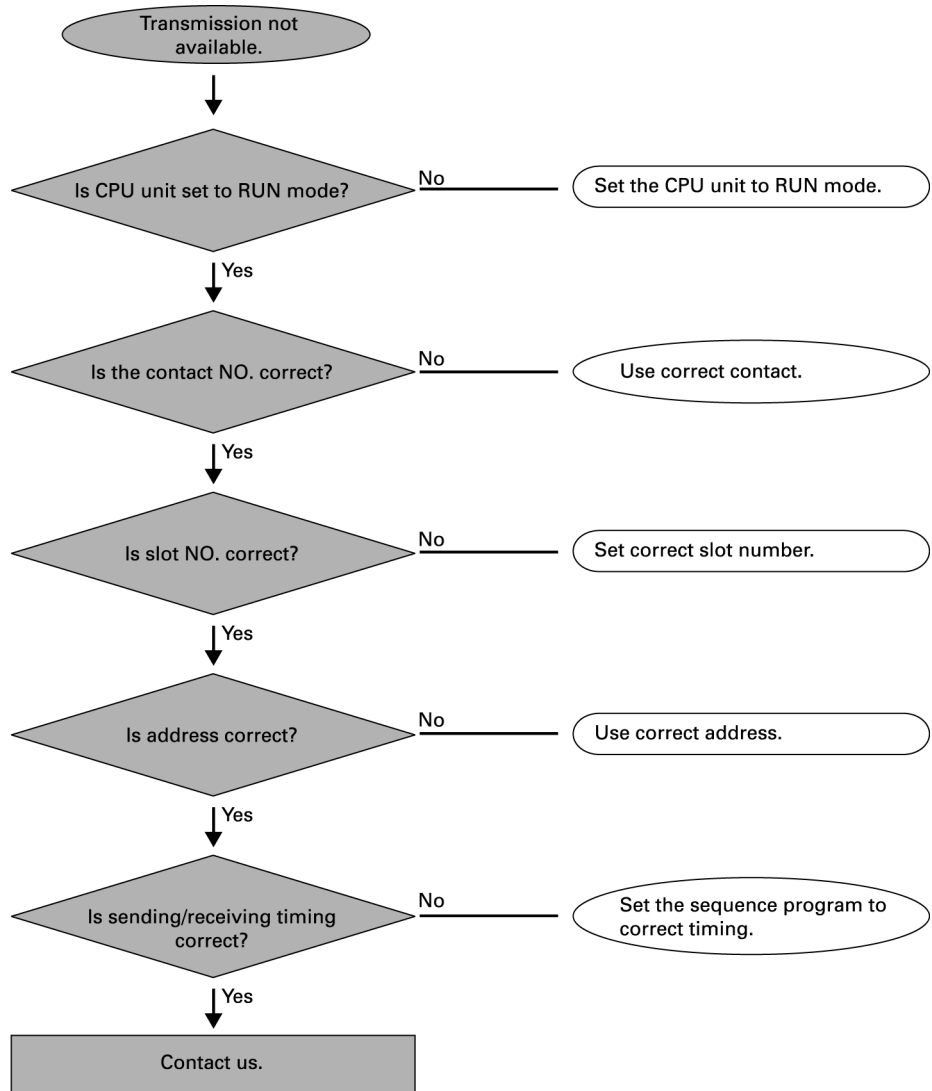 Transmission not
available.
Is CPU unit set to RUN mode?
No
Set the CPU unit to RUN mode.
Yes
Is the contact NO. correct?
No
Use correct contact.
Yes
Is slot NO. correct?
No
Set correct slot number.
Yes
Is address correct?
No
Use correct address.
Yes
Is sending/receiving timing
correct?
No
Set the sequence program to
correct timing.
Yes
Contact us.